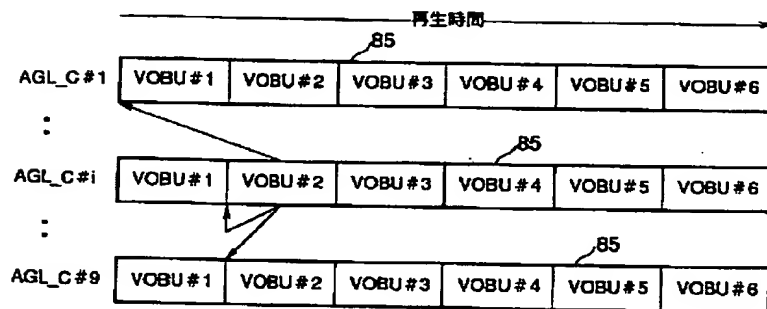 再生時間
85
AGL_C#1 VOBU#1 VOBU#2 VOBU#3 VOBU#4 VOBU#5 VOBU#6
85
AGL_C#i VOBU#1 VOBU#2 VOBU#3 VOBU#4 VOBU#5 VOBU#6
85
AGL_C#9 VOBU#1 VOBU#2 VOBU#3 VOBU#4 VOBU#5 VOBU#6